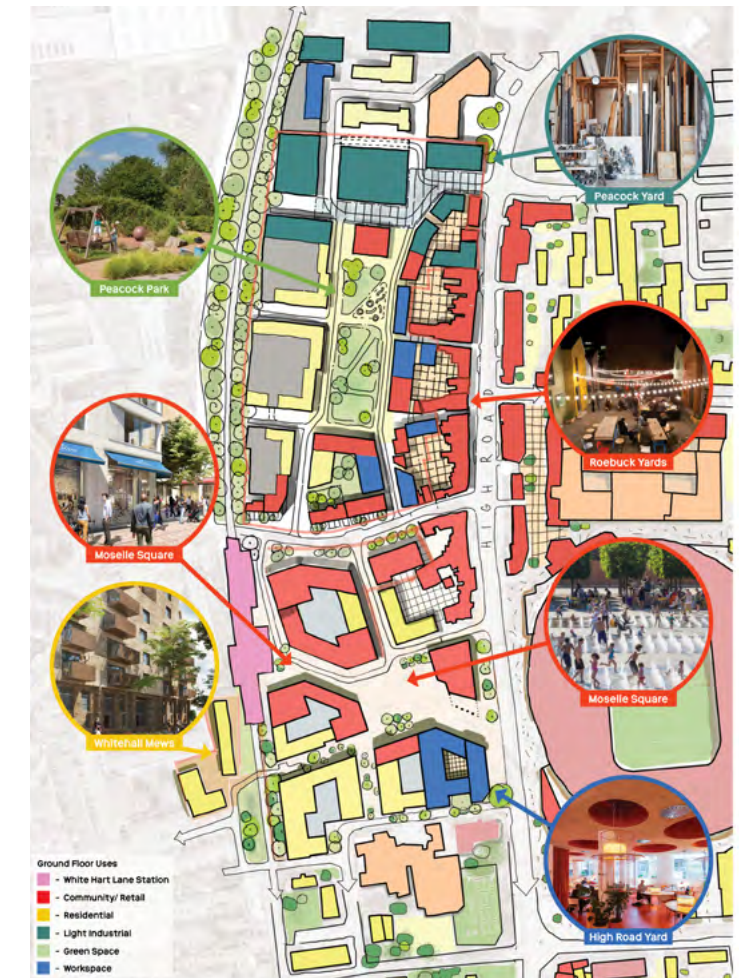 Peacock Yard
Peacock Park
Roebuck Yards
HIGH ROAD
Moselle Square
Moselle Square
Whitehall Mews
High Road Yard
Ground Floor Uses
- White Hart Lane Station
- Community/ Retail
- Residential
- Light Industrial
- Green Space
- Workspace